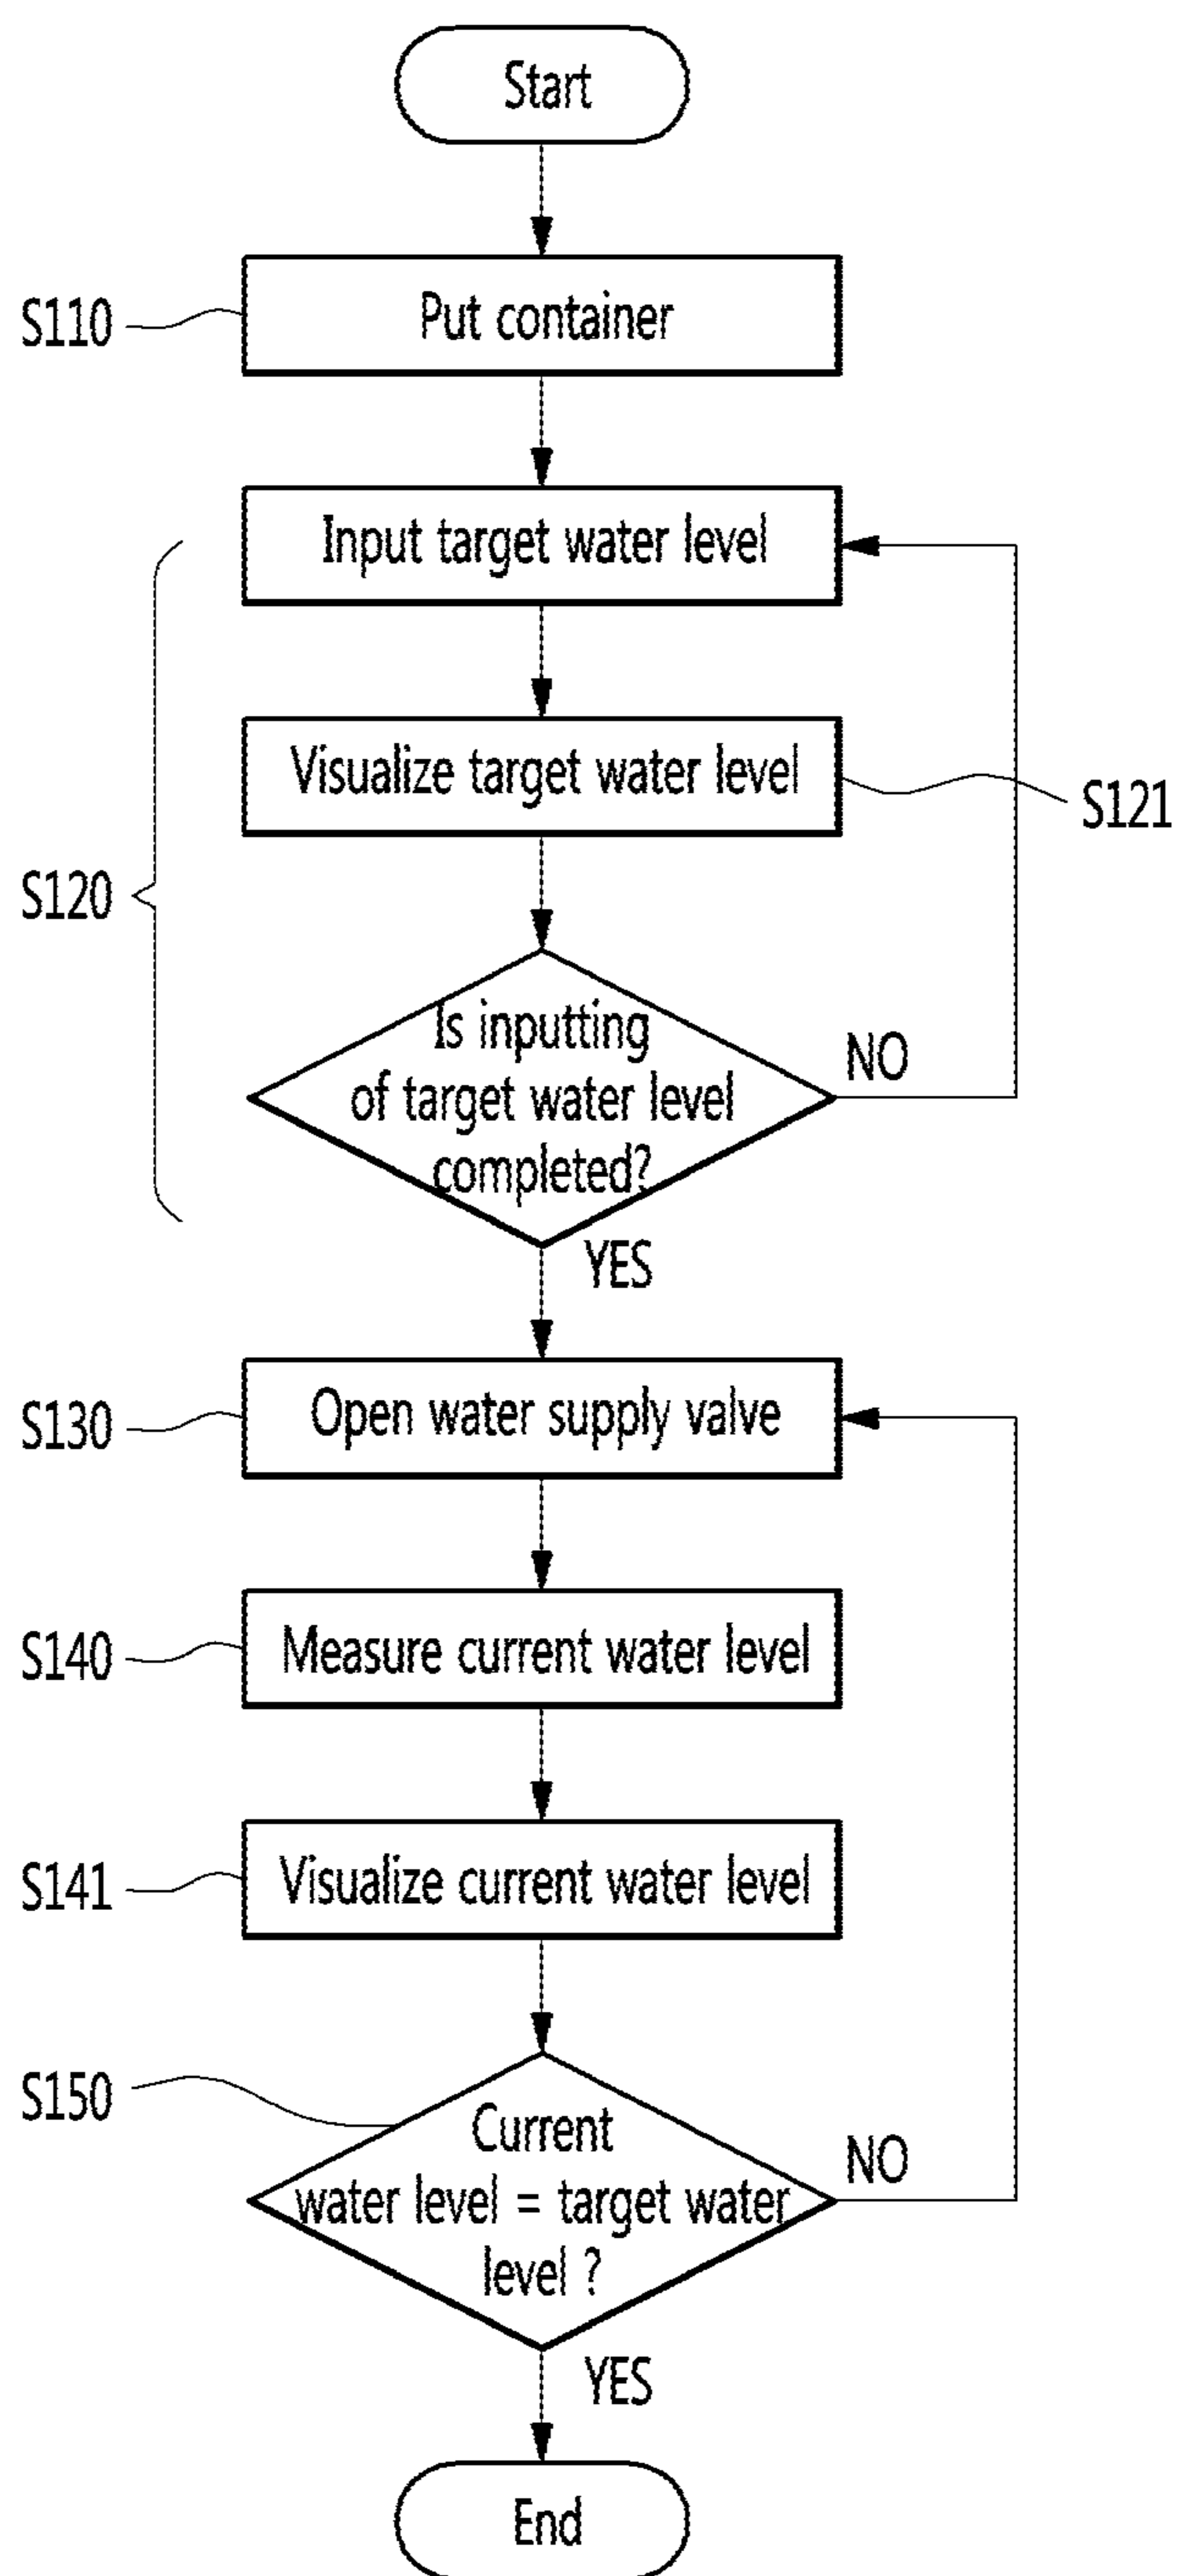 Start
S110
Put container
Input target water level
Visualize target water level
S121
S120
Is inputting
of target water level
completed?
NO
YES
S130
Open water supply valve
S140
Measure current water level
S141
Visualize current water level
S150
Current
water level = target water
level ?
NO
YES
End